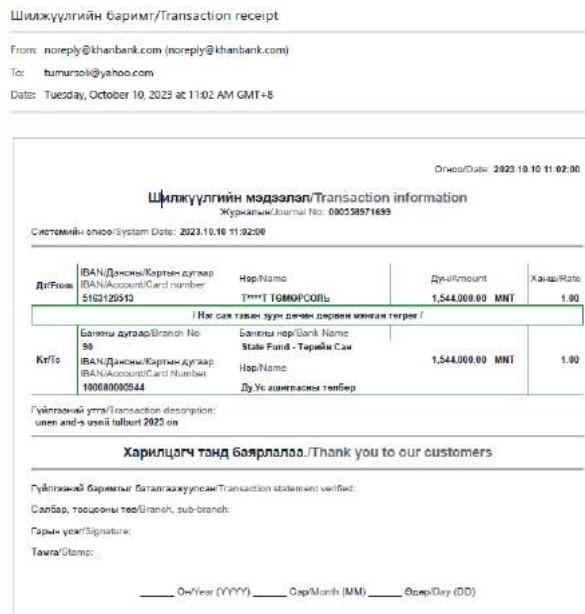 Шилжүүлгийн баримт/Transaction receipt
From: noreply@khanbank.com (noreply@khanbank.com)
To: tumursoli@yahoo.com
Date: Tuesday, October 10, 2023 at 11:02 AM GMT+8
Огноо/Date: 2023.10.10 11:02:00
Шилжүүлгийн мэдээлэл/Transaction information
Журналын/Journal No: 000558971699
Системийн огноо/System Date: 2023.10.10 11:02:00
Дт/From
IBAN/Дансны/Картын дугаар
IBAN/Account/Card number
Нэр/Name
Дүн/Amount
Ханш/Rate
5163129513
Т****Т ТӨМӨРСОЛЬ
1,544,000.00 MNT
1.00
/ Нэг сая таван зуун дөчин дөрвөн мянган төгрөг /
Кт/То
Банкны дугаар/Branch No
Банкны нэр/Bank Name
90
State Fund - Төрийн Сан
IBAN/Дансны/Картын дугаар
IBAN/Account/Card Number
Нэр/Name
1,544,000.00 MNT
1.00
100080000944
Ду.Ус ашигласны төлбөр
Гүйлгээний утга/Transaction description:
unen and-s usnii tulburt 2023 on
Харилцагч танд баярлалаа./Thank you to our customers
Гүйлгээний баримтыг баталгаажуулсан/Transaction statement verified:
Салбар, тооцооны төв/Branch, sub-branch:
Гарын үсэг/Signature:
Тамга/Stamp:
______ Он/Year (YYYY) ______ Сар/Month (MM) ______ Өдөр/Day (DD)